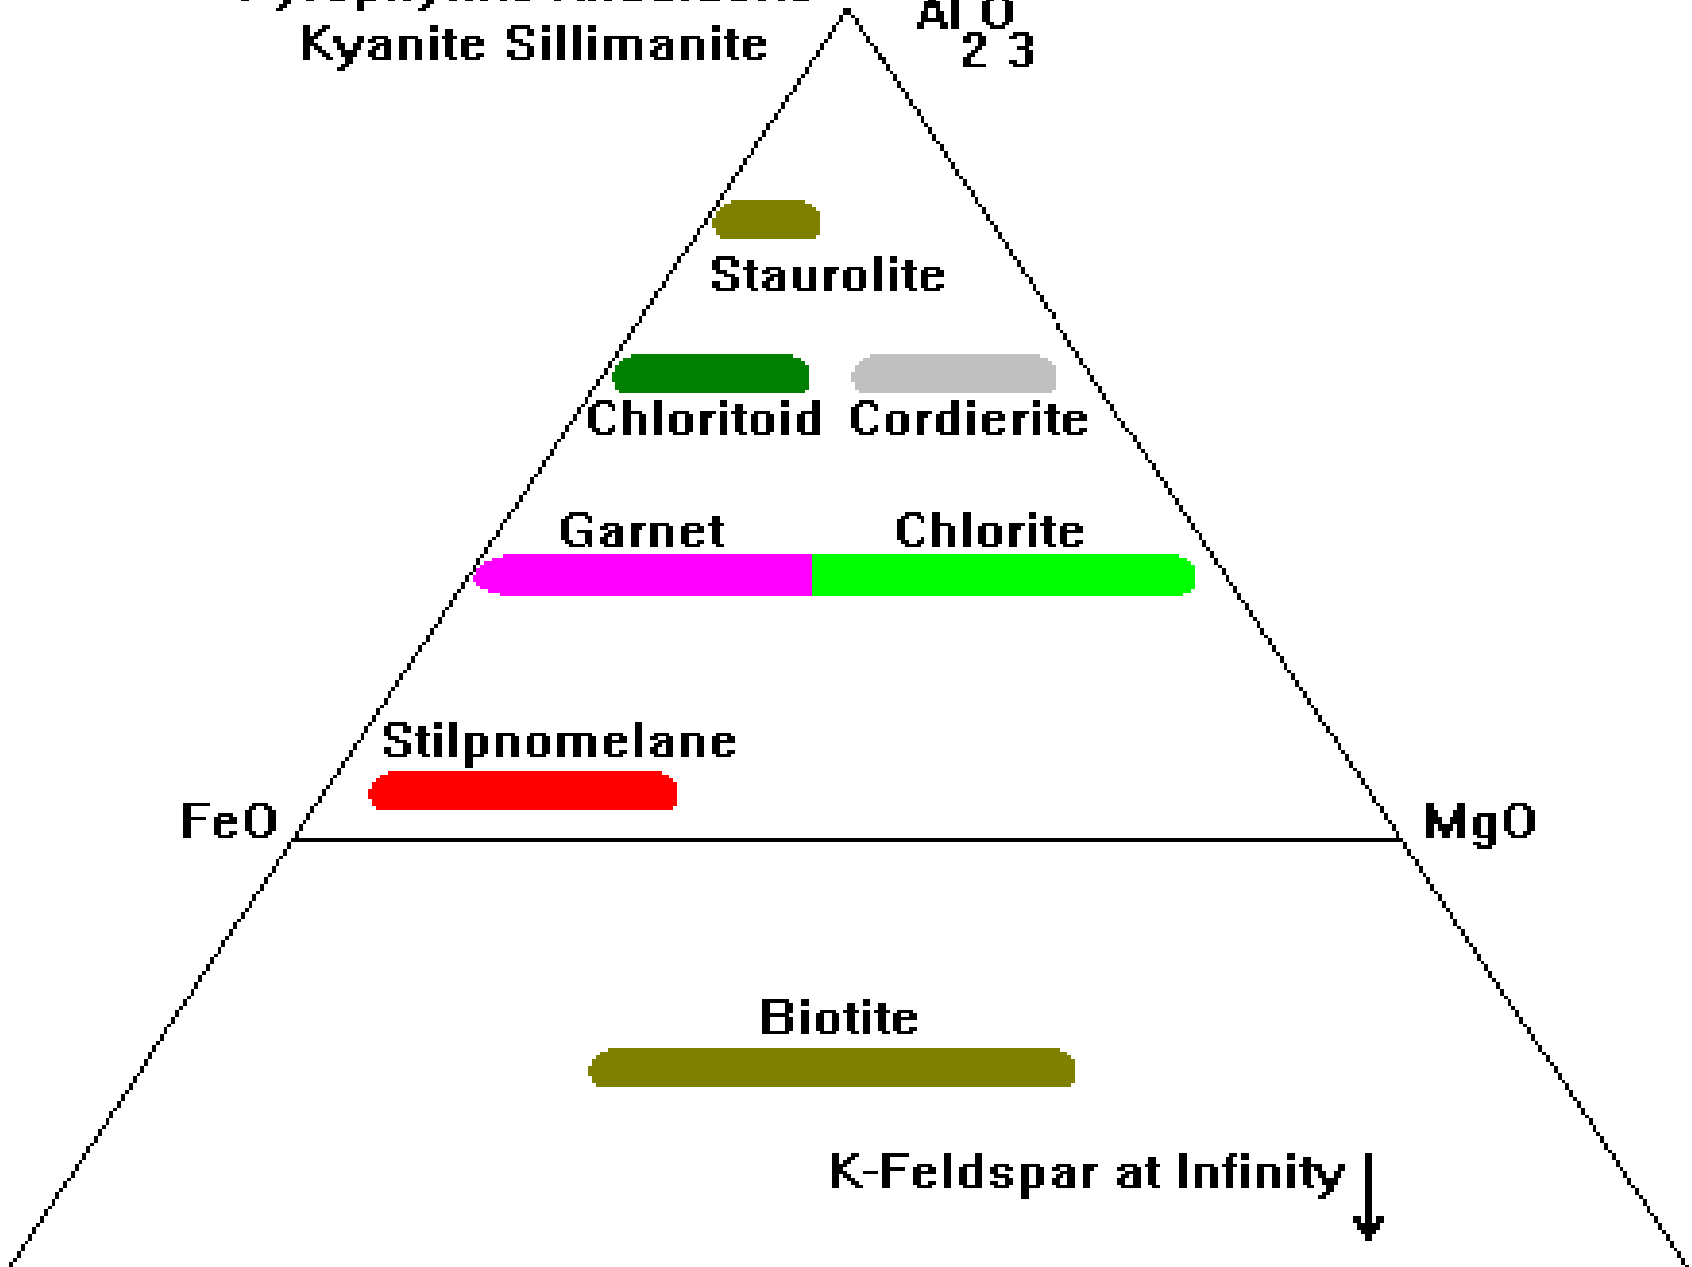 Kyanite Sillimanite
Al2O3
Staurolite
Chloritoid Cordierite
Garnet Chlorite
Stilpnomelane
FeO MgO
Biotite
K-Feldspar at Infinity